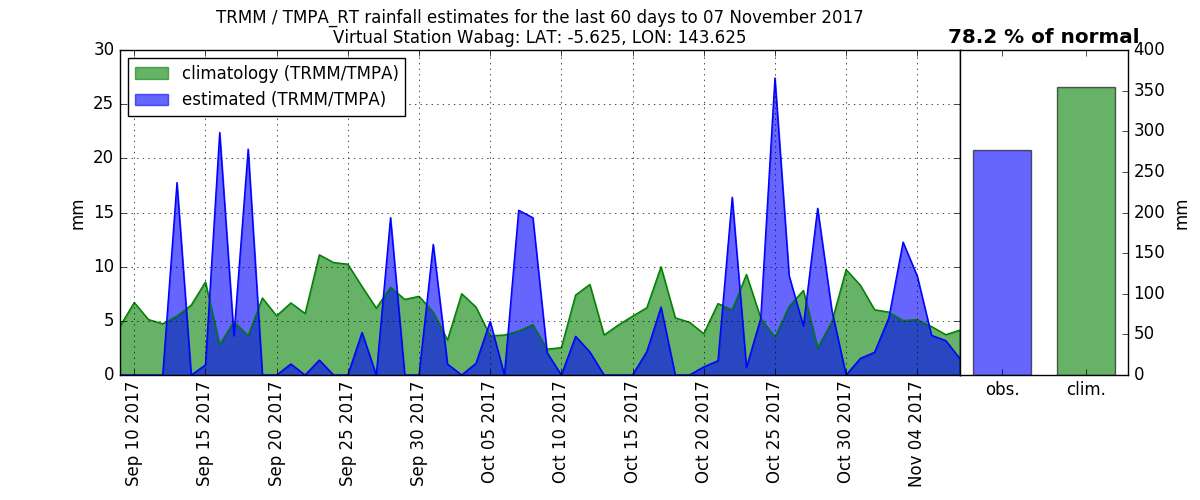 TRMM / TMPA_RT rainfall estimates for the last 60 days to 07 November 2017
Virtual Station Wabag: LAT: -5.625, LON: 143.625
78.2 % of normal
climatology (TRMM/TMPA)
estimated (TRMM/TMPA)
30
25
20
15
10
5
0
mm
Sep 10 2017
Sep 15 2017
Sep 20 2017
Sep 25 2017
Sep 30 2017
Oct 05 2017
Oct 10 2017
Oct 15 2017
Oct 20 2017
Oct 25 2017
Oct 30 2017
Nov 04 2017
obs.
clim.
400
350
300
250
200
150
100
50
0
mm